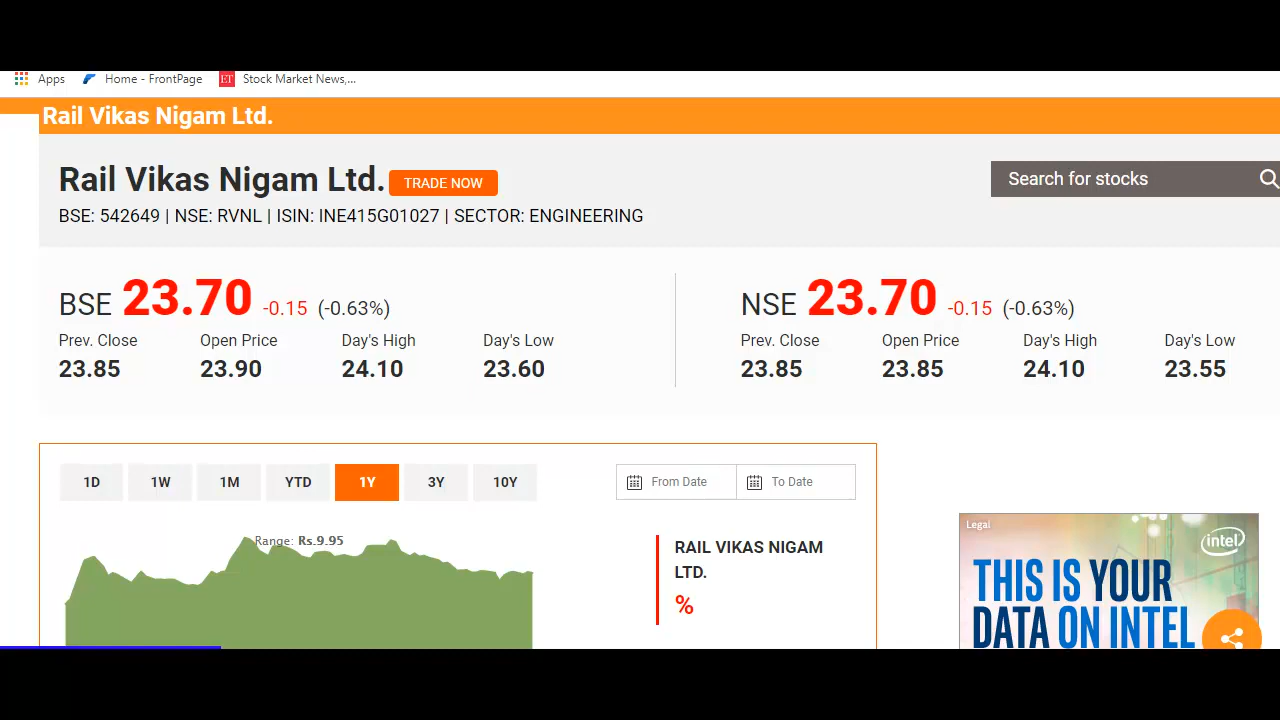 Apps Home - FrontPage ET Stock Market News,...
Rail Vikas Nigam Ltd.
Rail Vikas Nigam Ltd. TRADE NOW
Search for stocks
BSE: 542649 | NSE: RVNL | ISIN: INE415G01027 | SECTOR: ENGINEERING
BSE 23.70 -0.15 (-0.63%)
Prev. Close Open Price Day's High Day's Low
23.85 23.90 24.10 23.60
NSE 23.70 -0.15 (-0.63%)
Prev. Close Open Price Day's High Day's Low
23.85 23.85 24.10 23.55
1D 1W 1M YTD 1Y 3Y 10Y
From Date To Date
Range: Rs.9.95
RAIL VIKAS NIGAM
LTD.
%
Legal
intel
THIS IS YOUR
DATA ON INTEL